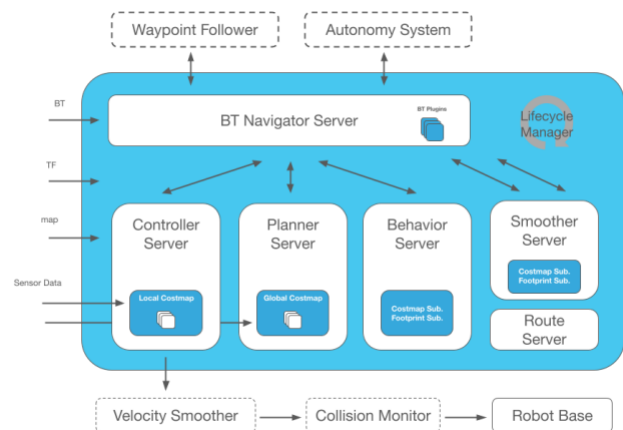 Waypoint Follower
Autonomy System
BT
BT Navigator Server
BT Plugins
Lifecycle
Manager
TF
map
Sensor Data
Controller
Server
Local Costmap
Planner
Server
Global Costmap
Behavior
Server
Costmap Sub.
Footprint Sub.
Smoother
Server
Costmap Sub.
Footprint Sub.
Route
Server
Velocity Smoother
Collision Monitor
Robot Base